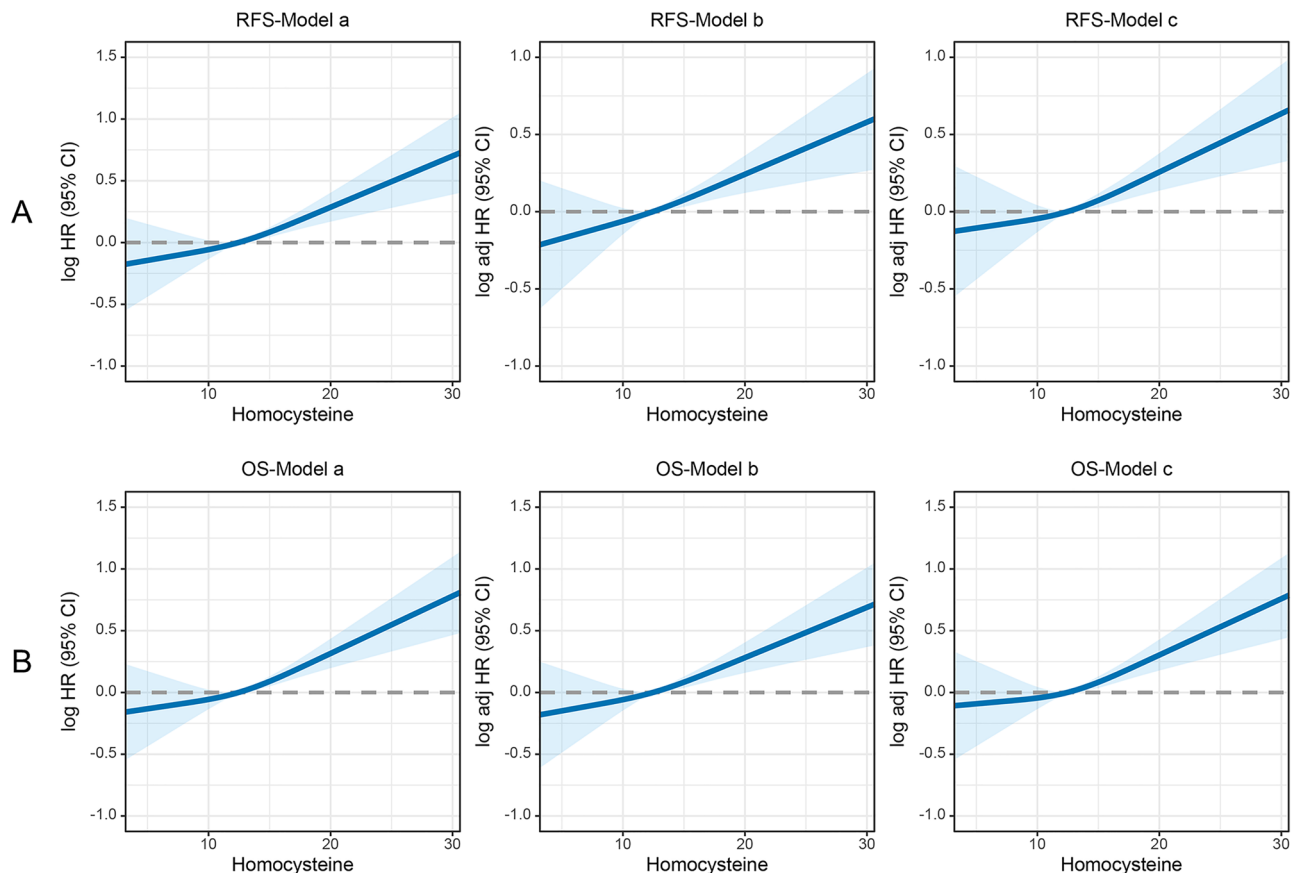 RFS-Model a
RFS-Model b
RFS-Model c
A
log HR (95% CI)
1.5
1.0
0.5
0.0
-0.5
-1.0
10
20
30
Homocysteine
log adj HR (95% CI)
1.0
0.5
0.0
-0.5
-1.0
10
20
30
Homocysteine
log adj HR (95% CI)
1.0
0.5
0.0
-0.5
-1.0
10
20
30
Homocysteine
OS-Model a
OS-Model b
OS-Model c
B
log HR (95% CI)
1.5
1.0
0.5
0.0
-0.5
-1.0
10
20
30
Homocysteine
log adj HR (95% CI)
1.5
1.0
0.5
0.0
-0.5
-1.0
10
20
30
Homocysteine
log adj HR (95% CI)
1.5
1.0
0.5
0.0
-0.5
-1.0
10
20
30
Homocysteine